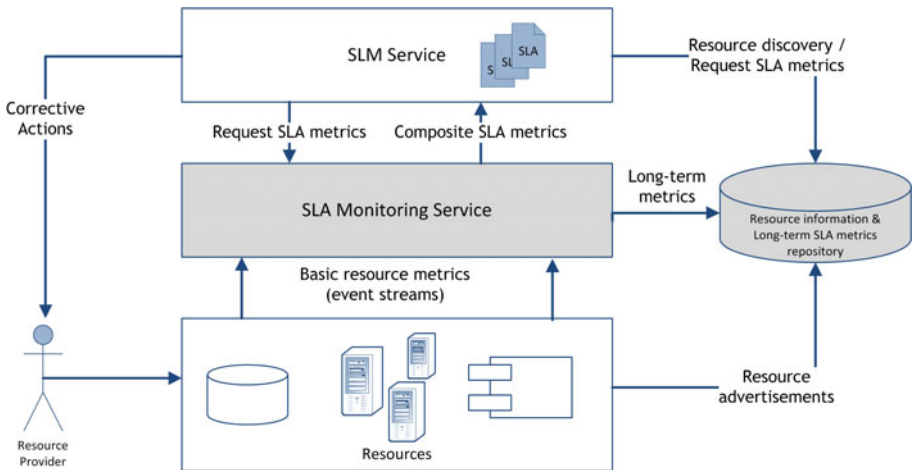 SLM Service
S
SL
SLA
Resource discovery /
Request SLA metrics
Corrective
Actions
Request SLA metrics
Composite SLA metrics
SLA Monitoring Service
Long-term
metrics
Resource information &
Long-term SLA metrics
repository
Basic resource metrics
(event streams)
Resource
advertisements
Resource
Provider
Resources